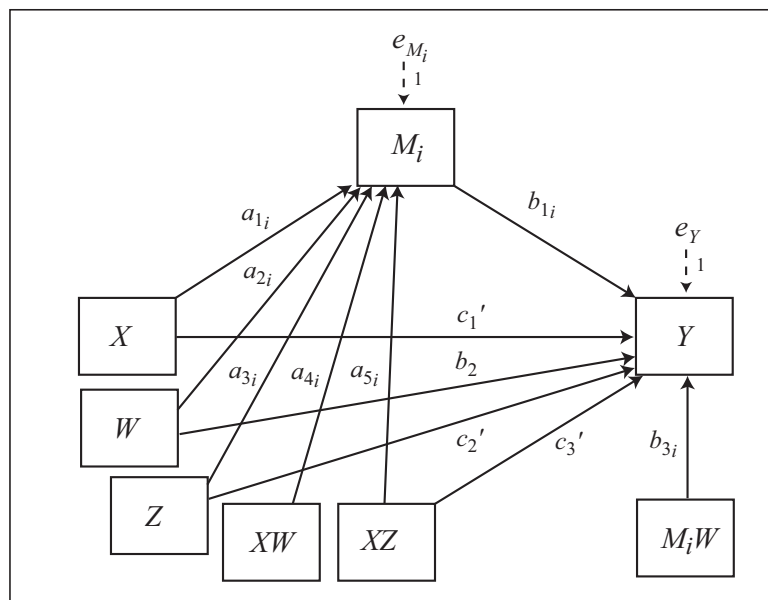 e_{M_i}
1
M_i
a_{1_i}
b_{1_i}
a_{2_i}
e_Y
1
X
c_1′
Y
a_{3_i}
a_{4_i}
a_{5_i}
b_2
W
c_2′
c_3′
b_{3_i}
Z
XW
XZ
M_iW